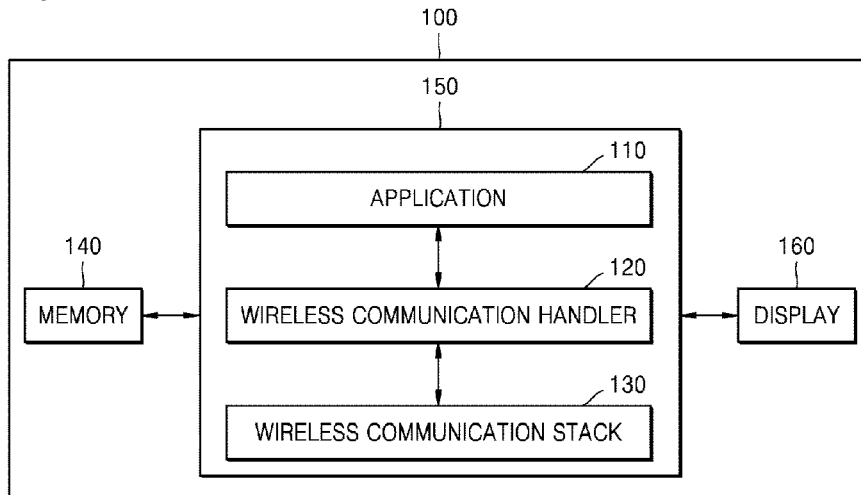 100
150
110
APPLICATION
140
120
160
MEMORY
WIRELESS COMMUNICATION HANDLER
DISPLAY
130
WIRELESS COMMUNICATION STACK